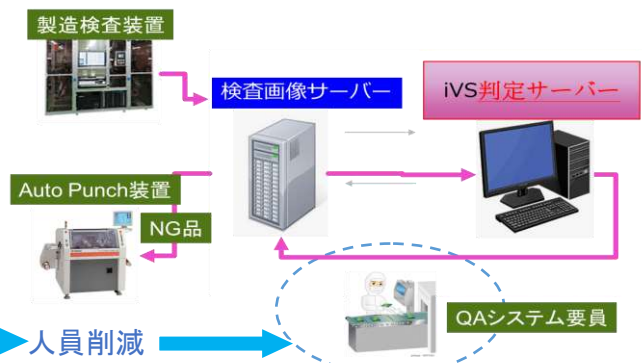 製造検査装置
検査画像サーバー
iVS判定サーバー
Auto Punch装置
NG品
QAシステム要員
人員削減